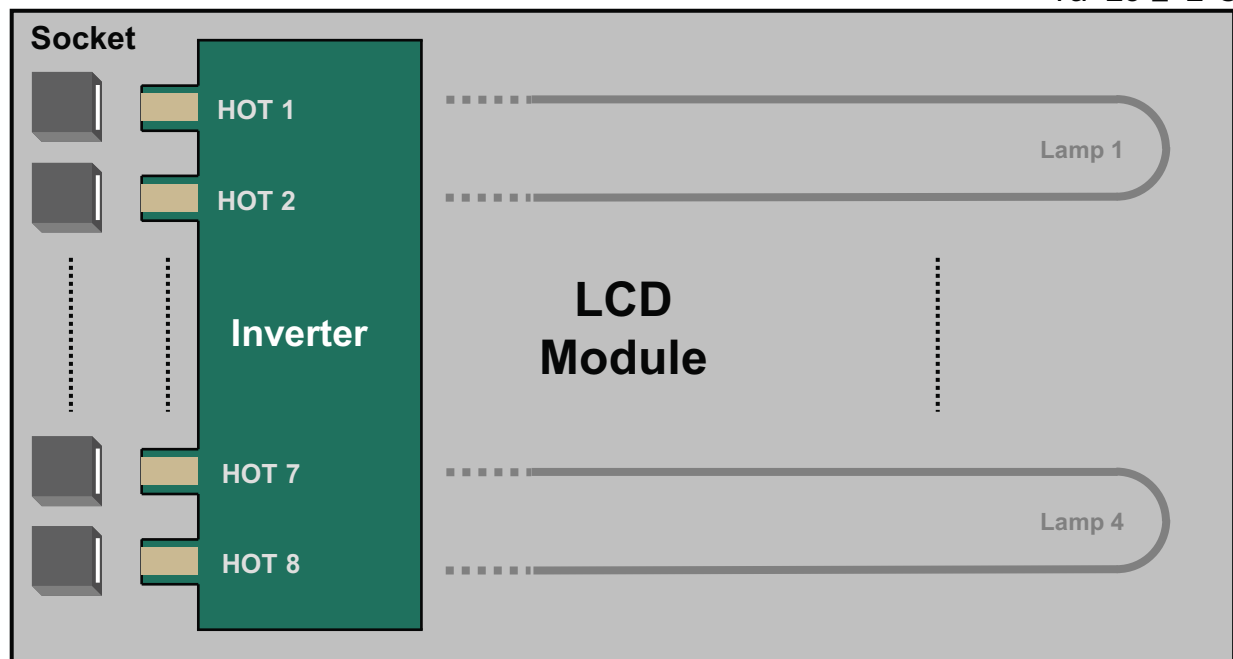 Socket
HOT 1
Lamp 1
HOT 2
LCD
Module
Inverter
HOT 7
Lamp 4
HOT 8